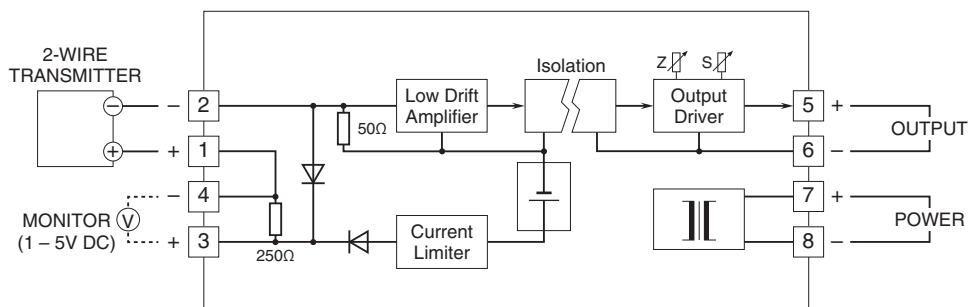 2-WIRE
TRANSMITTER
− − 2
+ + 1
− 4
MONITOR
(1 – 5V DC)
V
+ 3
50Ω
250Ω
Low Drift
Amplifier
Current
Limiter
Isolation
Z S
Output
Driver
5 +
OUTPUT
6 −
7 +
POWER
8 −